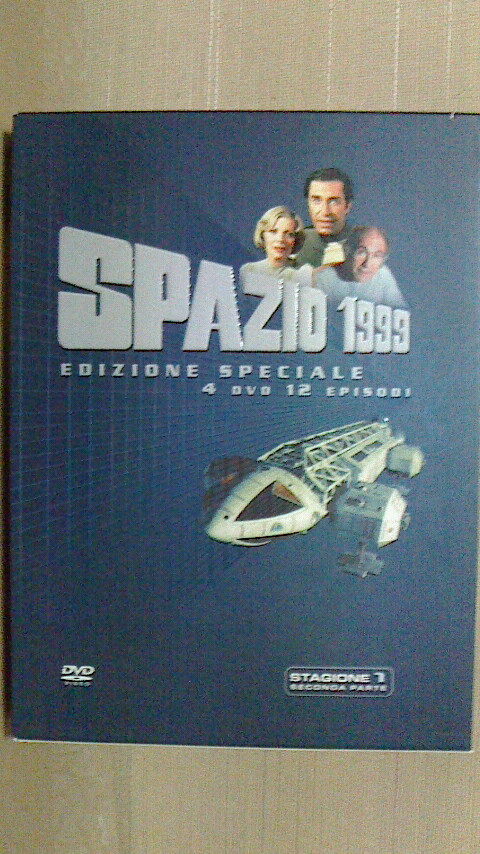 SPAZIO 1999
EDIZIONE SPECIALE
4 DVD 12 EPISODI
DVD
VIDEO
STAGIONE 1
SECONDA PARTE